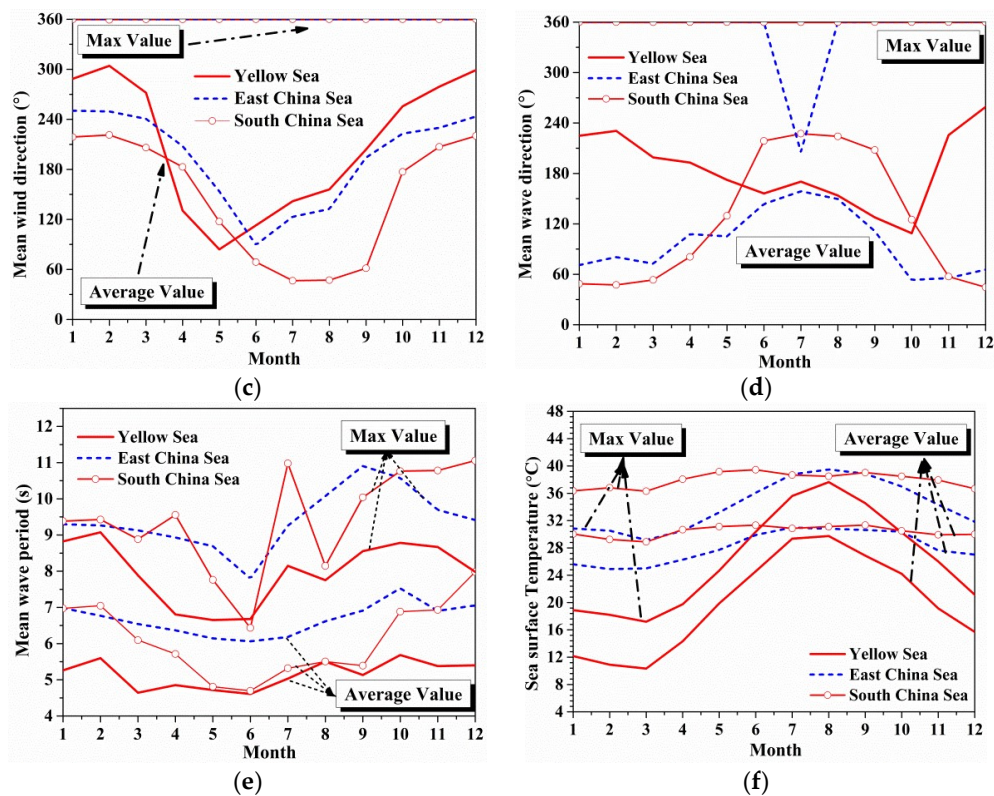 Mean wind direction (°)
360
300
240
180
120
60
0
Max Value
Yellow Sea
East China Sea
South China Sea
Average Value
1 2 3 4 5 6 7 8 9 10 11 12
Month
(c)
Mean wave direction (°)
360
300
240
180
120
60
0
Max Value
Yellow Sea
East China Sea
South China Sea
Average Value
1 2 3 4 5 6 7 8 9 10 11 12
Month
(d)
Mean wave period (s)
12
11
10
9
8
7
6
5
4
Yellow Sea
East China Sea
South China Sea
Max Value
Average Value
1 2 3 4 5 6 7 8 9 10 11 12
Month
(e)
Sea surface Temperature (°C)
48
44
40
36
32
28
24
20
16
12
8
4
Max Value
Average Value
Yellow Sea
East China Sea
South China Sea
1 2 3 4 5 6 7 8 9 10 11 12
Month
(f)